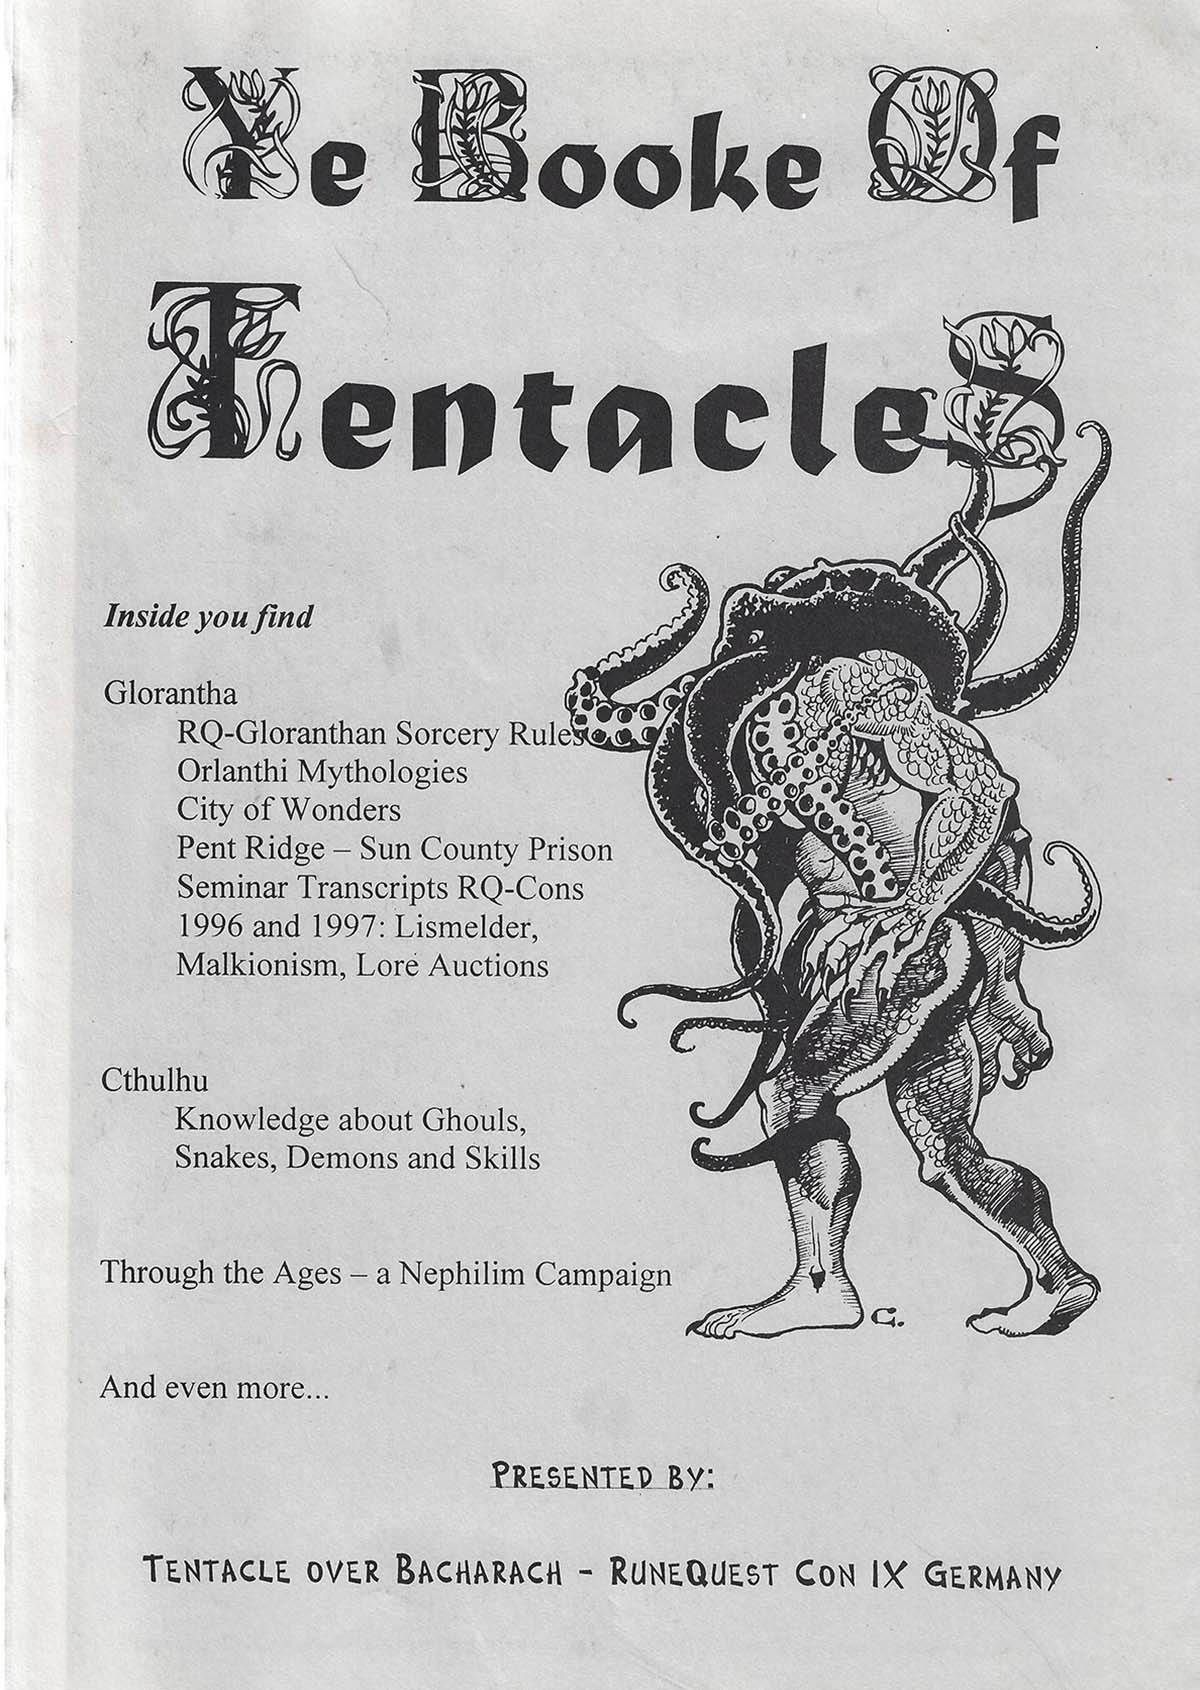 Ye Booke Of
TentacleS
Inside you find
Glorantha
RQ-Gloranthan Sorcery Rules
Orlanthi Mythologies
City of Wonders
Pent Ridge – Sun County Prison
Seminar Transcripts RQ-Cons
1996 and 1997: Lismelder,
Malkionism, Lore Auctions
Cthulhu
Knowledge about Ghouls,
Snakes, Demons and Skills
Through the Ages – a Nephilim Campaign
C.
And even more...
Presented by:
Tentacle over Bacharach - RuneQuest Con IX Germany